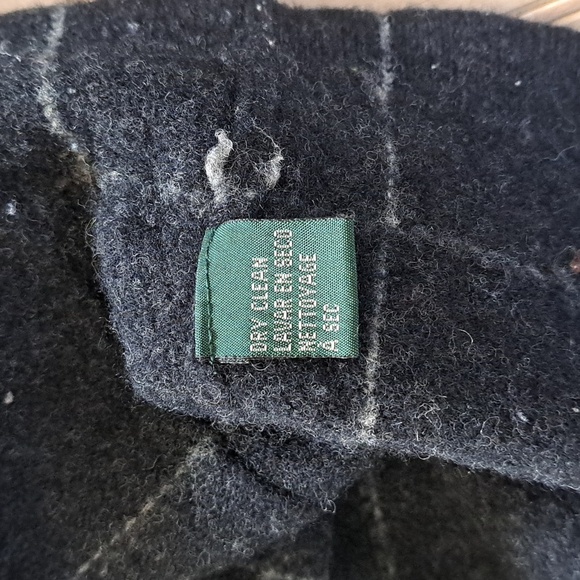 DRY CLEAN
LAVAR EN SECO
NETTOYAGE
À SEC